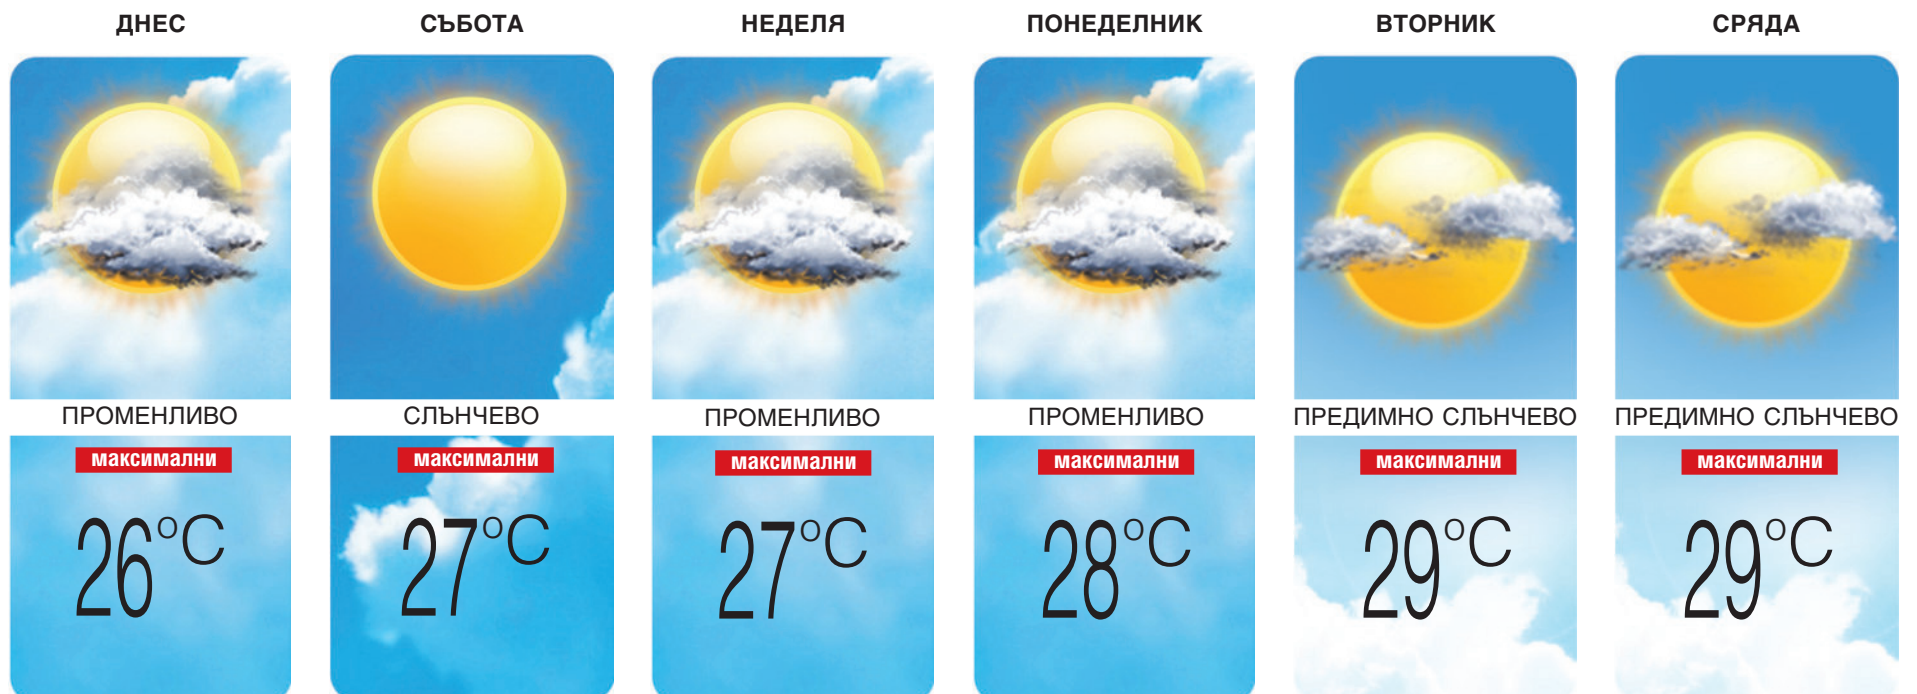 ДНЕС
ПРОМЕНЛИВО
максимални
26°C
СЪБОТА
СЛЪНЧЕВО
максимални
27°C
НЕДЕЛЯ
ПРОМЕНЛИВО
максимални
27°C
ПОНЕДЕЛНИК
ПРОМЕНЛИВО
максимални
28°C
ВТОРНИК
ПРЕДИМНО СЛЪНЧЕВО
максимални
29°C
СРЯДА
ПРЕДИМНО СЛЪНЧЕВО
максимални
29°C